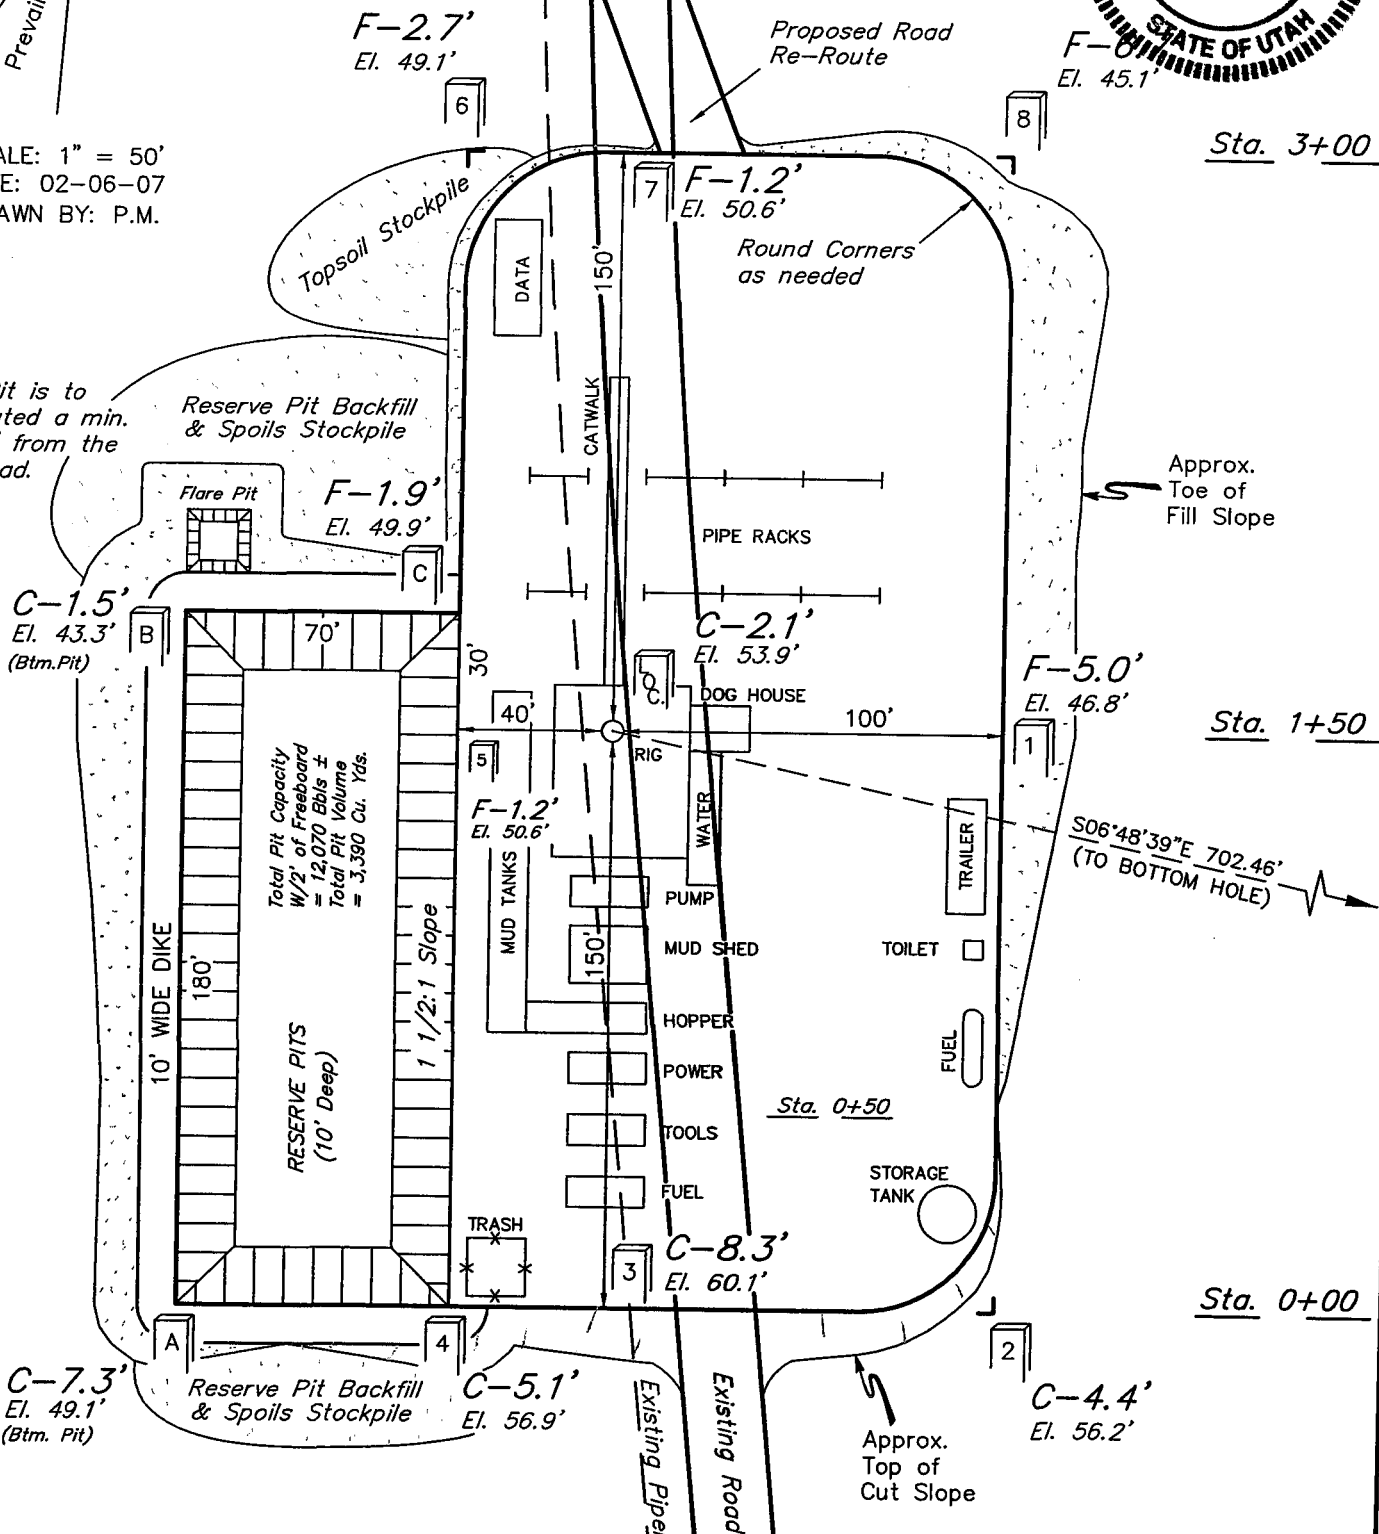 F-2.7'
El. 49.1'
Proposed Road
Re-Route
STATE OF UTAH
El. 45.1'
6
8
Sta. 3+00
1" = 50'
02-06-07
BY: P.M.
Topsoil Stockpile
7
F-1.2'
El. 50.6'
Round Corners
as needed
DATA
150'
CATWALK
is to
a min.
from the
Reserve Pit Backfill
& Spoils Stockpile
Flare Pit
F-1.9'
El. 49.9'
C
Approx.
Toe of
Fill Slope
PIPE RACKS
C-1.5'
El. 43.3'
(Btm.Pit)
B
70'
30'
C-2.1'
El. 53.9'
LOC.
DOG HOUSE
F-5.0'
El. 46.8'
1
Sta. 1+50
40'
100'
RIG
5
F-1.2'
El. 50.6'
Total Pit Capacity
W/2' of Freeboard
= 12,070 Bbls ±
Total Pit Volume
= 3,390 Cu. Yds.
MUD TANKS
WATER
TRAILER
S06°48'39"E 702.46'
(TO BOTTOM HOLE)
PUMP
MUD SHED
150'
TOILET
HOPPER
FUEL
POWER
10' WIDE DIKE
180'
1 1/2:1 Slope
RESERVE PITS
(10' Deep)
Sta. 0+50
TOOLS
STORAGE
TANK
FUEL
TRASH
3
C-8.3'
El. 60.1'
Sta. 0+00
A
4
2
C-7.3'
El. 49.1'
(Btm. Pit)
Reserve Pit Backfill
& Spoils Stockpile
C-5.1'
El. 56.9'
Existing
Existing Road
C-4.4'
El. 56.2'
Approx.
Top of
Cut Slope